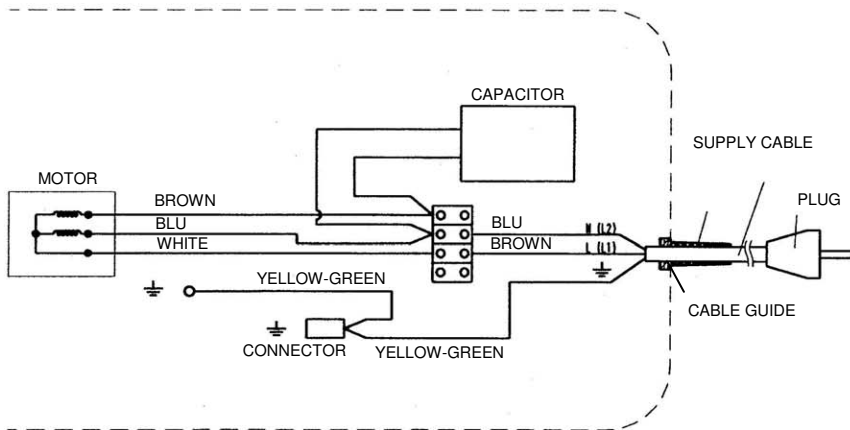 CAPACITOR
SUPPLY CABLE
MOTOR
PLUG
BROWN
BLU
WHITE
BLU
N (L2)
BROWN
L (L1)
YELLOW-GREEN
CABLE GUIDE
CONNECTOR
YELLOW-GREEN